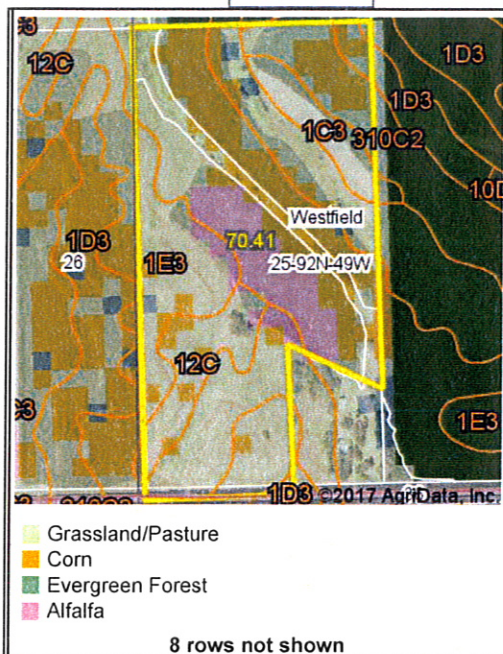 C3
12C
1D3
1D3
1C3
310C2
10D
Westfield
70.41
1D3
26
1E3
25-92N-49W
12C
C3
1E3
1D3
©2017 AgriData, Inc.
Grassland/Pasture
Corn
Evergreen Forest
Alfalfa
8 rows not shown